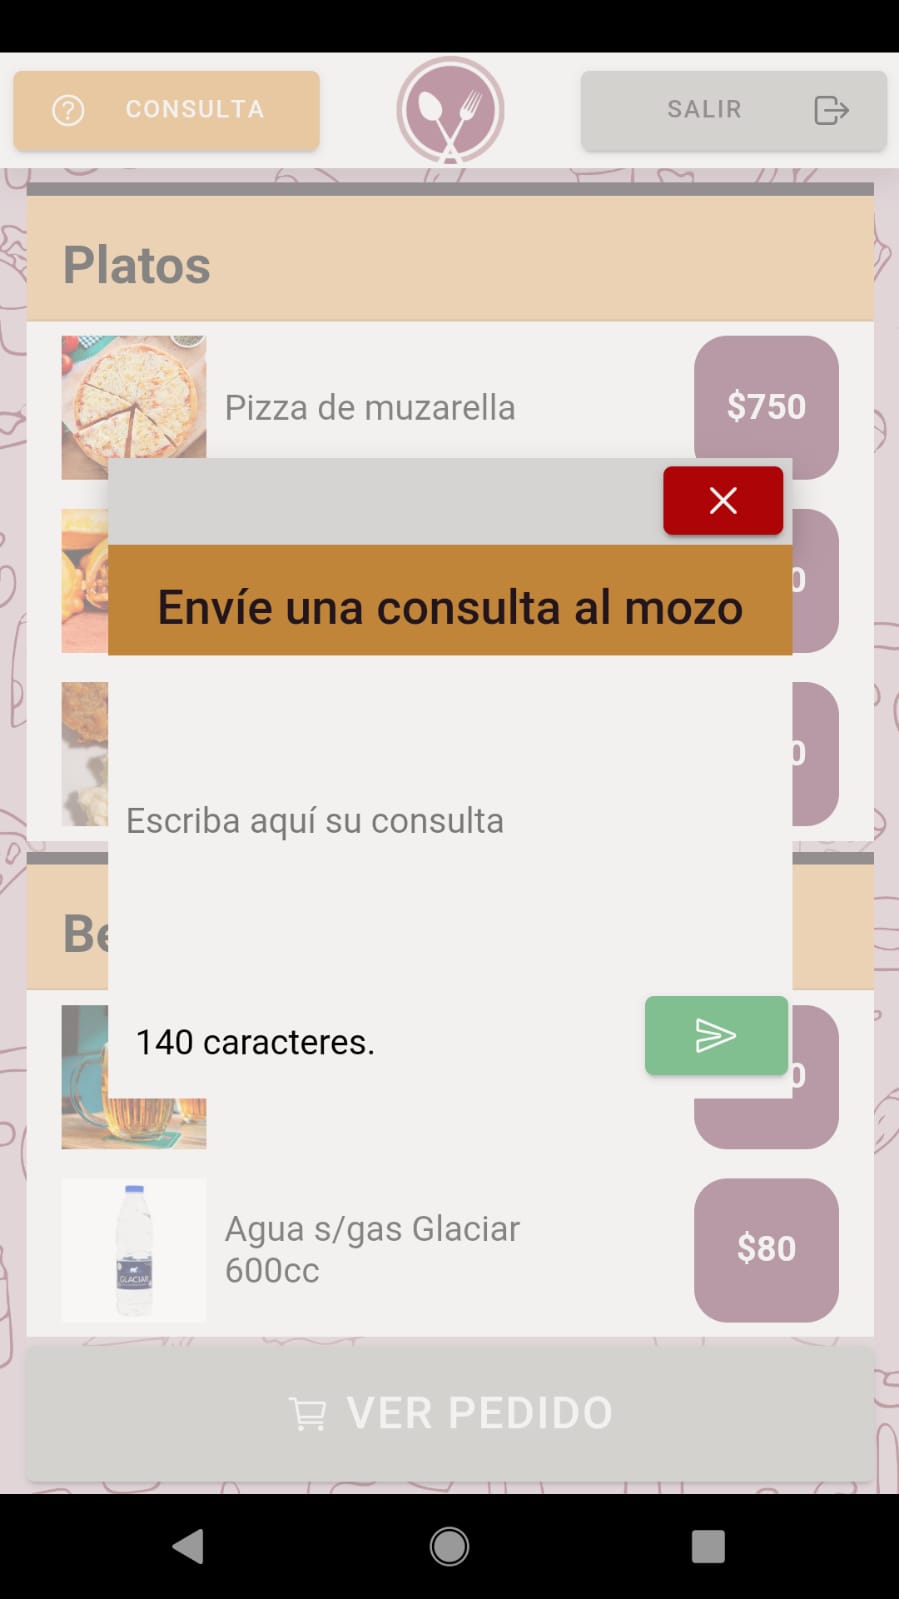 CONSULTA
SALIR
Platos
Pizza de muzarella
$750
Envíe una consulta al mozo
Escriba aquí su consulta
140 caracteres.
Agua s/gas Glaciar
600cc
$80
GLACIAR
VER PEDIDO